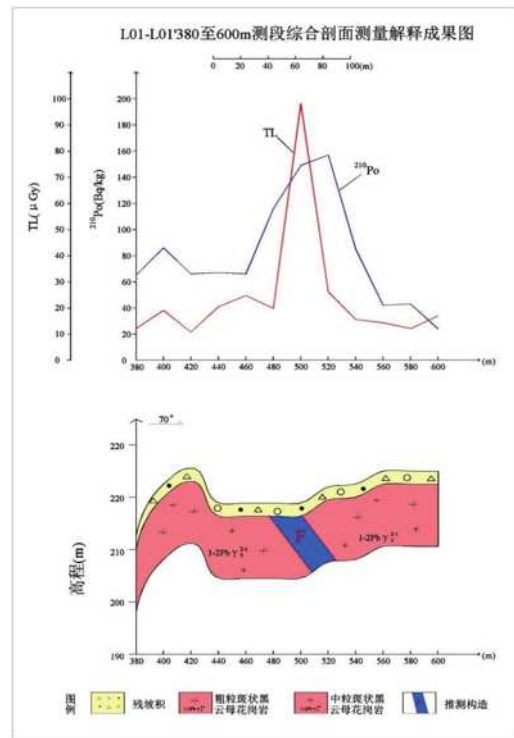 L01-L01'380至600m测段综合剖面测量解释成果图
0 20 40 60 80 100(m)
TL(μGy)
100
90
80
70
60
50
40
30
20
10
0
²¹⁰Po(Bq/kg)
200
180
160
140
120
100
80
60
40
20
0
TL
²¹⁰Po
380 400 420 440 460 480 500 520 540 560 580 600 (m)
70°
高程(m)
220
220
210
200
190
F
380 400 420 440 460 480 500 520 540 560 580 600 (m)
图例
残坡积
粗粒斑状黑云母花岗岩
中粒斑状黑云母花岗岩
F
推测构造